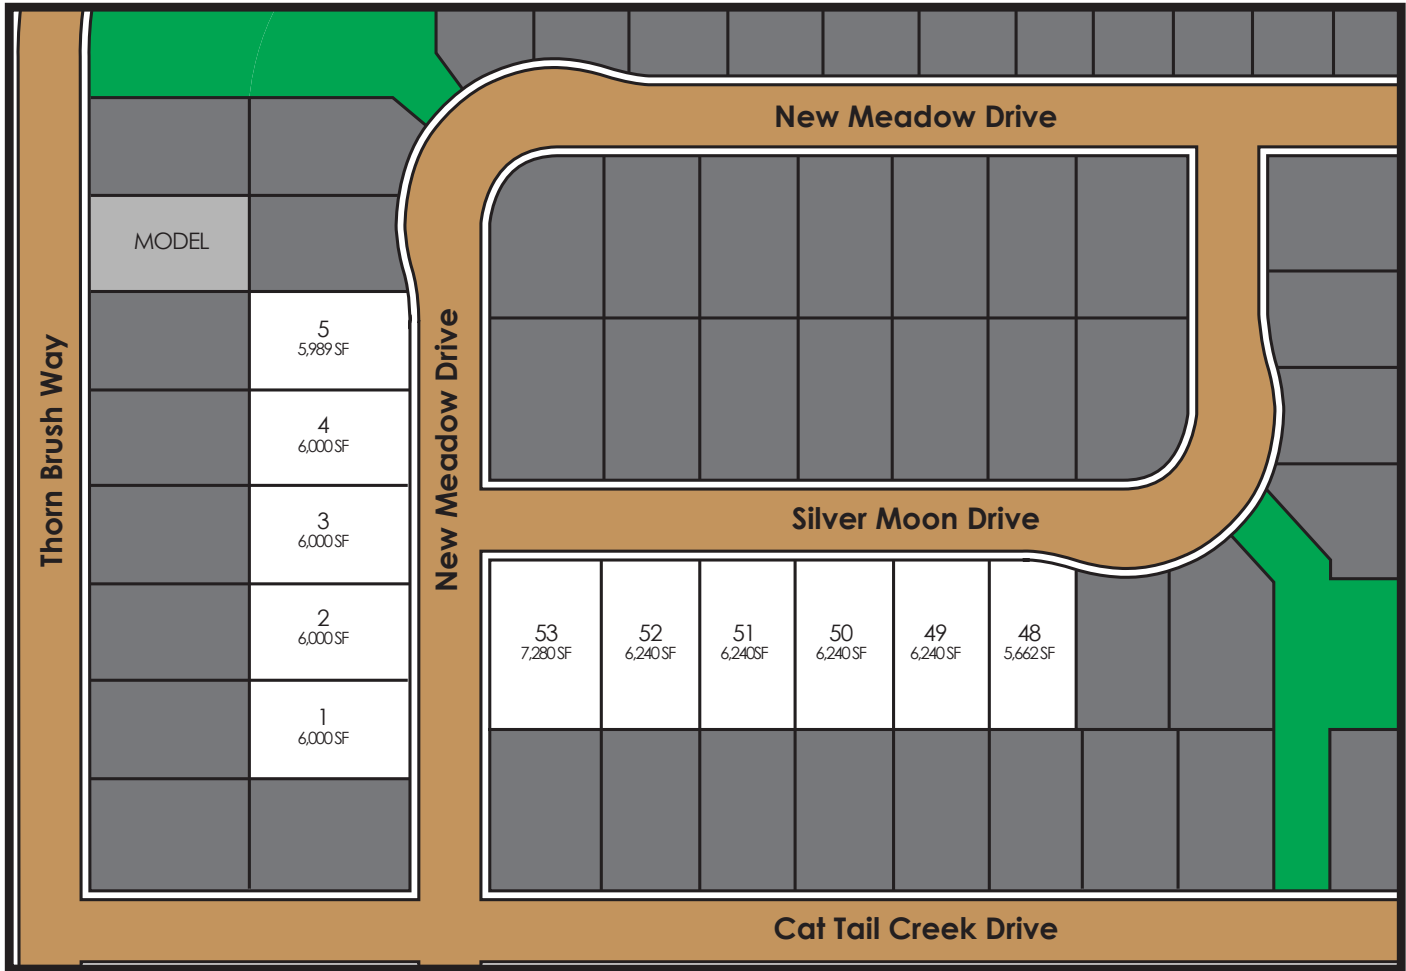 New Meadow Drive
MODEL
Thorn Brush Way
New Meadow Drive
5
5,989 SF
4
6,000 SF
3
6,000 SF
2
6,000 SF
1
6,000 SF
Silver Moon Drive
53
7,280 SF
52
6,240 SF
51
6,240SF
50
6,240 SF
49
6,240 SF
48
5,662 SF
Cat Tail Creek Drive